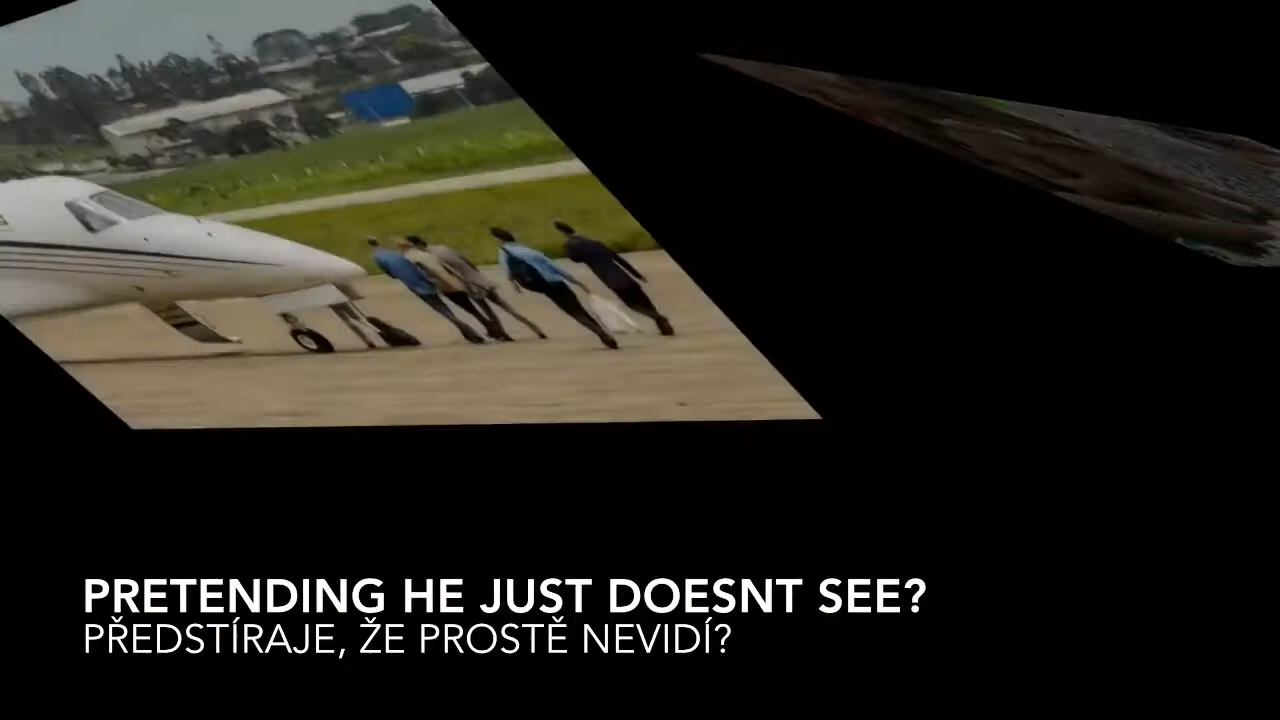 PRETENDING HE JUST DOESNT SEE?
PŘEDSTÍRAJE, ŽE PROSTĚ NEVIDÍ?